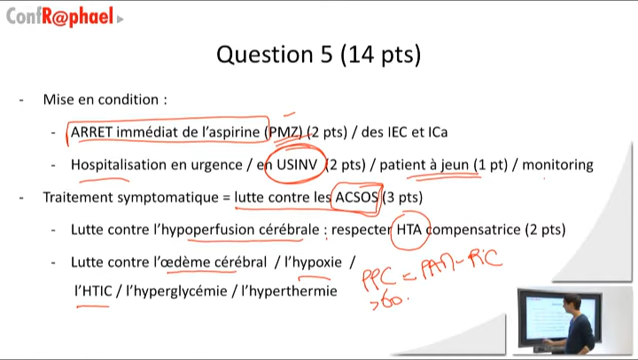 ConfR@phael
Question 5 (14 pts)
- Mise en condition :
- ARRET immédiat de l'aspirine (PMZ) (2 pts) / des IEC et ICa
- Hospitalisation en urgence / en USINV (2 pts) / patient à jeun (1 pt) / monitoring
- Traitement symptomatique = lutte contre les ACSOS (3 pts)
- Lutte contre l'hypoperfusion cérébrale : respecter HTA compensatrice (2 pts)
- Lutte contre l'œdème cérébral / l'hypoxie /
l'HTIC / l'hyperglycémie / l'hyperthermie
PPC = PAM - PIC
>60.